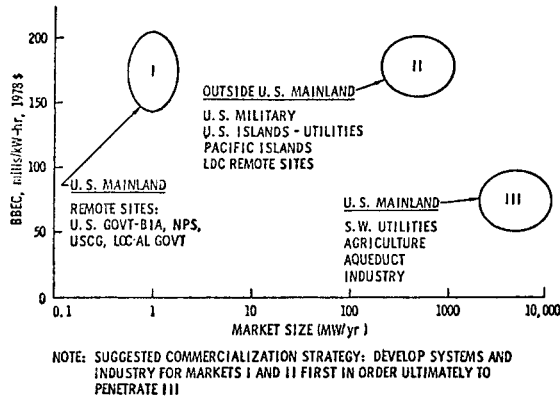 BBEC, mills/kW-hr, 1978 $
200
150
100
50
0
I
II
III
OUTSIDE U.S. MAINLAND
U.S. MILITARY
U.S. ISLANDS - UTILITIES
PACIFIC ISLANDS
LDC REMOTE SITES
U.S. MAINLAND
REMOTE SITES:
U.S. GOVT-BIA, NPS,
USCG, LOCAL GOVT
U.S. MAINLAND
S.W. UTILITIES
AGRICULTURE
AQUEDUCT
INDUSTRY
0.1 1 10 100 1000 10,000
MARKET SIZE (MW/yr)
NOTE: SUGGESTED COMMERCIALIZATION STRATEGY: DEVELOP SYSTEMS AND
INDUSTRY FOR MARKETS I AND II FIRST IN ORDER ULTIMATELY TO
PENETRATE III